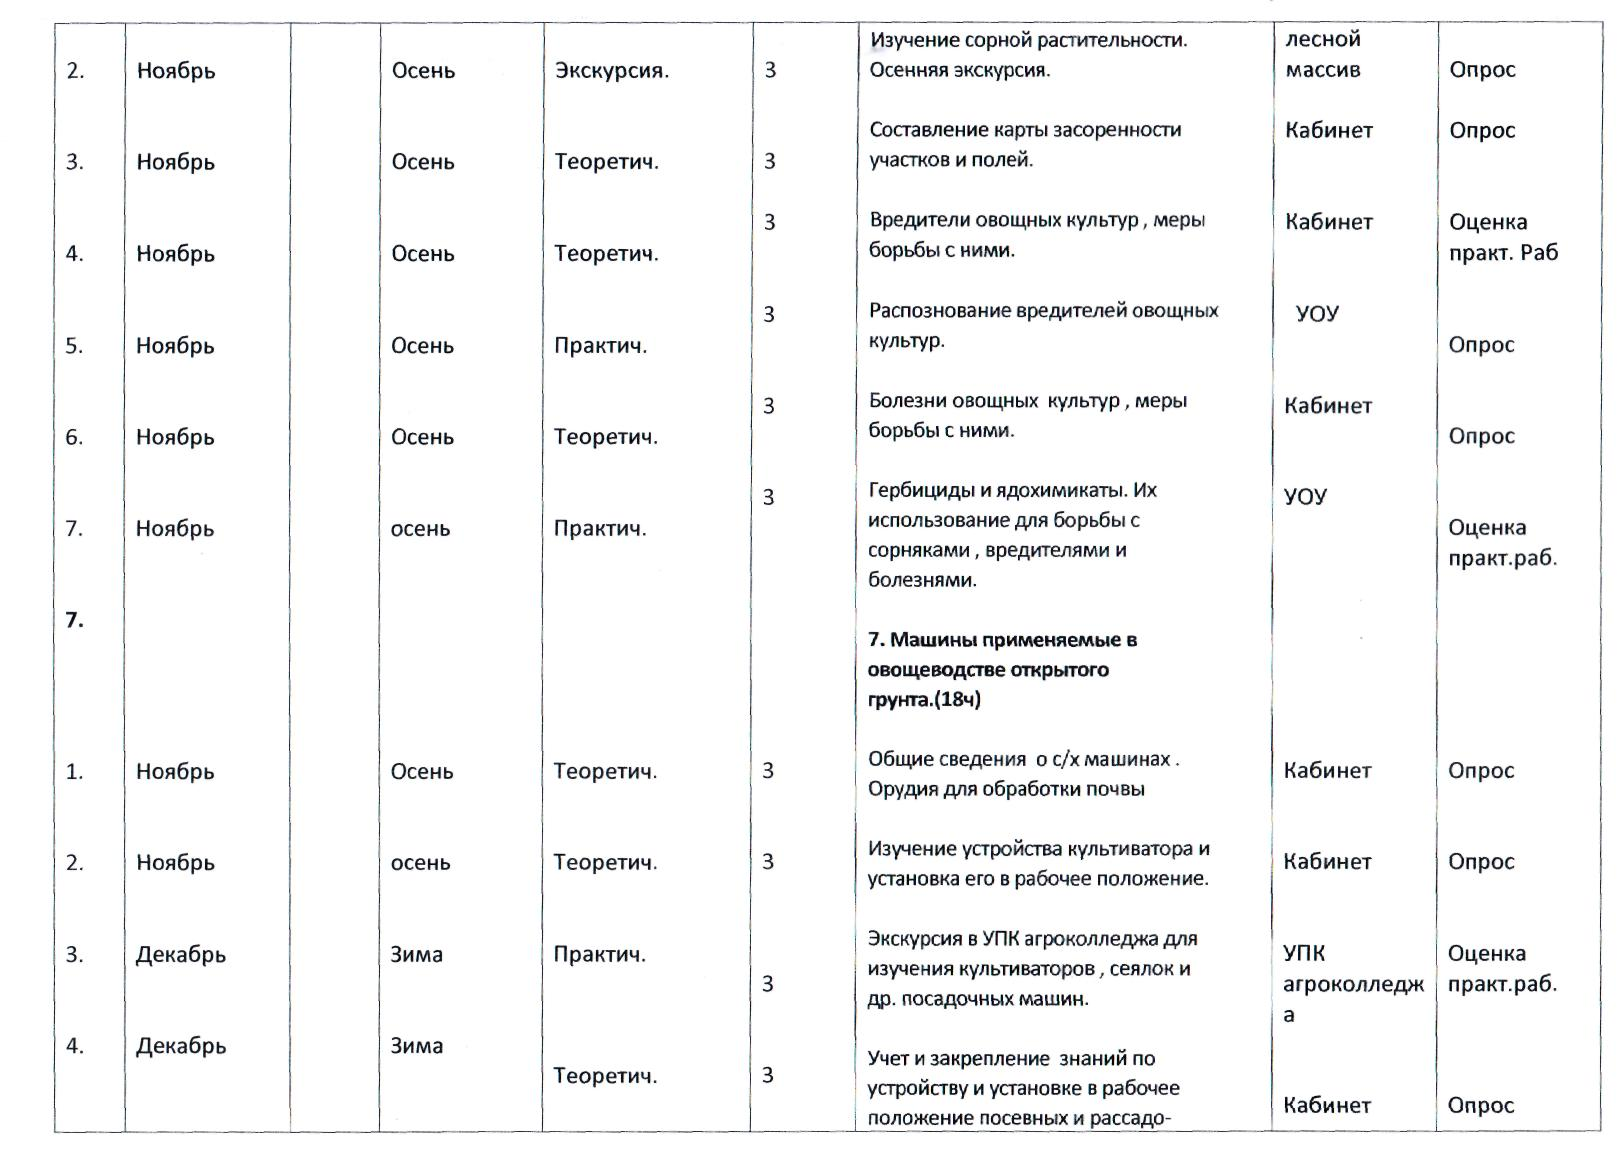 Изучение сорной растительности. лесной
2. Ноябрь Осень Экскурсия. 3 Осенняя экскурсия. массив Опрос
Составление карты засоренности Кабинет Опрос
3. Ноябрь Осень Теоретич. 3 участков и полей.
3 Вредители овощных культур , меры Кабинет Оценка
4. Ноябрь Осень Теоретич. борьбы с ними. практ. Раб
3 Распознование вредителей овощных УОУ
5. Ноябрь Осень Практич. культур. Опрос
3 Болезни овощных культур , меры Кабинет
6. Ноябрь Осень Теоретич. борьбы с ними. Опрос
3 Гербициды и ядохимикаты. Их УОУ
7. Ноябрь осень Практич. использование для борьбы с Оценка
сорняками , вредителями и практ.раб.
болезнями.
7.
7. Машины применяемые в
овощеводстве открытого
грунта.(18ч)
1. Ноябрь Осень Теоретич. 3 Общие сведения о с/х машинах . Кабинет Опрос
Орудия для обработки почвы
2. Ноябрь осень Теоретич. 3 Изучение устройства культиватора и Кабинет Опрос
установка его в рабочее положение.
3. Декабрь Зима Практич. Экскурсия в УПК агроколледжа для УПК Оценка
3 изучения культиваторов , сеялок и агроколледж практ.раб.
др. посадочных машин. а
4. Декабрь Зима Учет и закрепление знаний по
Теоретич. 3 устройству и установке в рабочее
положение посевных и рассадо- Кабинет Опрос